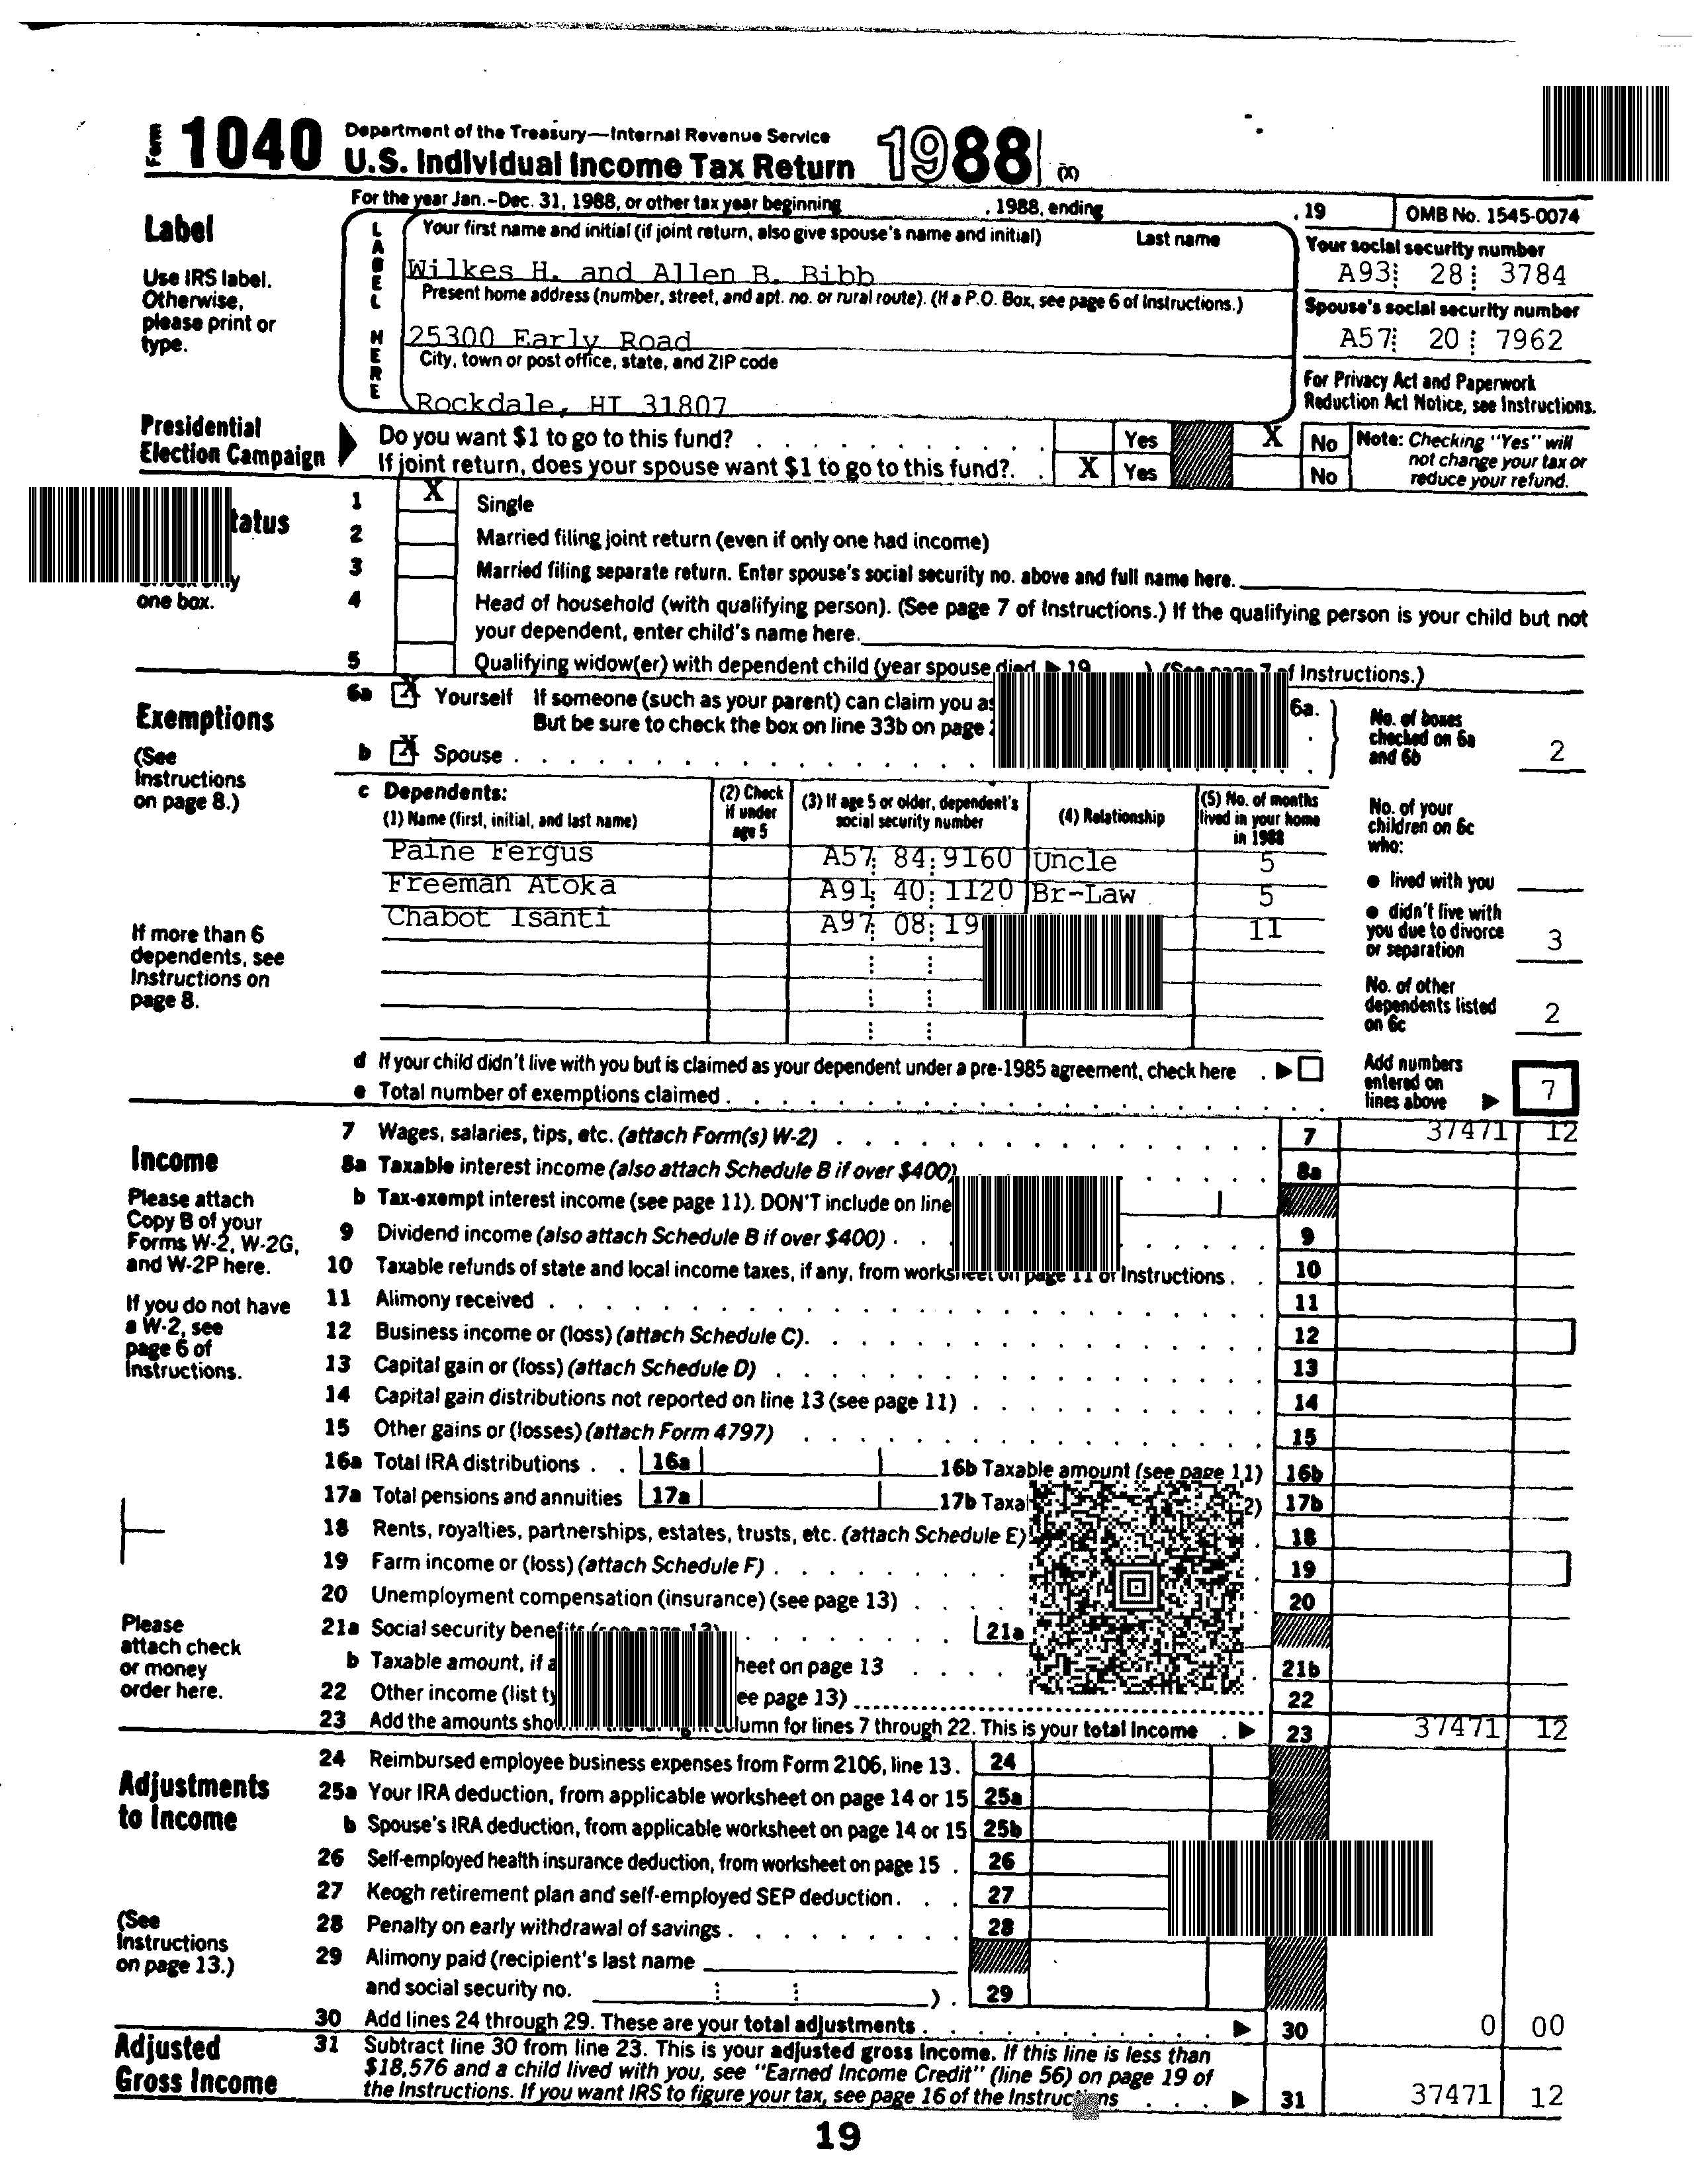 Form 1040 Department of the Treasury—Internal Revenue Service
U.S. Individual Income Tax Return 1988 (X)
For the year Jan.-Dec. 31, 1988, or other tax year beginning , 1988, ending , 19 OMB No. 1545-0074
Label
Use IRS label.
Otherwise,
please print or
type.
LABEL HERE
Your first name and initial (if joint return, also give spouse's name and initial) Last name
Wilkes H. and Allen B. Bibb
Present home address (number, street, and apt. no. or rural route). (If a P.O. Box, see page 6 of Instructions.)
25300 Early Road
City, town or post office, state, and ZIP code
Rockdale, HI 31807
Your social security number
A93 28 3784
Spouse's social security number
A57 20 7962
For Privacy Act and Paperwork
Reduction Act Notice, see Instructions.
Presidential
Election Campaign
Do you want $1 to go to this fund? Yes X No
If joint return, does your spouse want $1 to go to this fund? X Yes No
Note: Checking "Yes" will
not change your tax or
reduce your refund.
tatus
one box.
1 X Single
2 Married filing joint return (even if only one had income)
3 Married filing separate return. Enter spouse's social security no. above and full name here.
4 Head of household (with qualifying person). (See page 7 of Instructions.) If the qualifying person is your child but not
your dependent, enter child's name here.
5 Qualifying widow(er) with dependent child (year spouse died ▶ 19 ) (See page 7 of Instructions.)
Exemptions
(See
Instructions
on page 8.)
6a X Yourself If someone (such as your parent) can claim you as 6a.
But be sure to check the box on line 33b on page
b X Spouse
No. of boxes
checked on 6a
and 6b 2
c Dependents:
(1) Name (first, initial, and last name)
(2) Check
if under
age 5
(3) If age 5 or older, dependent's
social security number
(4) Relationship
(5) No. of months
lived in your home
in 1988
Paine Fergus A57 84 9160 Uncle 5
Freeman Atoka A91 40 1120 Br-Law 5
Chabot Isanti A97 08 19 11
If more than 6
dependents, see
Instructions on
page 8.
No. of your
children on 6c
who:
● lived with you
● didn't live with
you due to divorce
or separation 3
No. of other
dependents listed
on 6c 2
d If your child didn't live with you but is claimed as your dependent under a pre-1985 agreement, check here ▶
e Total number of exemptions claimed
Add numbers
entered on
lines above ▶ 7
Income
Please attach
Copy B of your
Forms W-2, W-2G,
and W-2P here.
If you do not have
a W-2, see
page 6 of
Instructions.
Please
attach check
or money
order here.
7 Wages, salaries, tips, etc. (attach Form(s) W-2) 7 37471 12
8a Taxable interest income (also attach Schedule B if over $400) 8a
b Tax-exempt interest income (see page 11). DON'T include on line
9 Dividend income (also attach Schedule B if over $400) 9
10 Taxable refunds of state and local income taxes, if any, from worksheet on page 11 of Instructions 10
11 Alimony received 11
12 Business income or (loss) (attach Schedule C) 12
13 Capital gain or (loss) (attach Schedule D) 13
14 Capital gain distributions not reported on line 13 (see page 11) 14
15 Other gains or (losses) (attach Form 4797) 15
16a Total IRA distributions 16a 16b Taxable amount (see page 11) 16b
17a Total pensions and annuities 17a 17b Taxa 2) 17b
18 Rents, royalties, partnerships, estates, trusts, etc. (attach Schedule E) 18
19 Farm income or (loss) (attach Schedule F) 19
20 Unemployment compensation (insurance) (see page 13) 20
21a Social security benefits (see page 13) 21a
b Taxable amount, if a heet on page 13 21b
22 Other income (list ty ee page 13) 22
23 Add the amounts sho lumn for lines 7 through 22. This is your total income ▶ 23 37471 12
Adjustments
to Income
(See
Instructions
on page 13.)
24 Reimbursed employee business expenses from Form 2106, line 13. 24
25a Your IRA deduction, from applicable worksheet on page 14 or 15 25a
b Spouse's IRA deduction, from applicable worksheet on page 14 or 15 25b
26 Self-employed health insurance deduction, from worksheet on page 15 26
27 Keogh retirement plan and self-employed SEP deduction 27
28 Penalty on early withdrawal of savings 28
29 Alimony paid (recipient's last name
and social security no. ) 29
30 Add lines 24 through 29. These are your total adjustments ▶ 30 0 00
Adjusted
Gross Income
31 Subtract line 30 from line 23. This is your adjusted gross income. If this line is less than
$18,576 and a child lived with you, see "Earned Income Credit" (line 56) on page 19 of
the Instructions. If you want IRS to figure your tax, see page 16 of the Instructions ▶ 31 37471 12
19